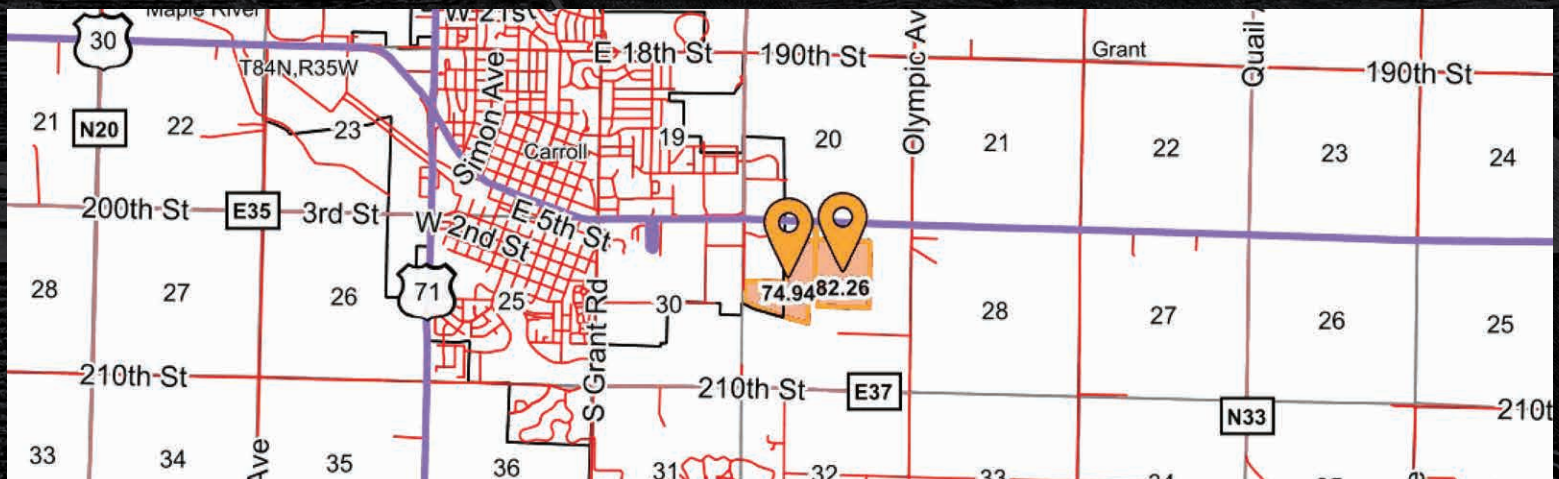 Maple River
W 21st
30
E 18th St
190th St
Olympic Av
Grant
Quail
190th St
T84N,R35W
Simon Ave
21
N20
22
23
Carroll
19
20
21
22
23
24
200th St
E35
3rd St
W 2nd St
E 5th St
28
27
26
71
25
S Grant Rd
30
74.94
82.26
28
27
26
25
210th St
210th St
E37
N33
210t
33
34
Ave
35
36
31
32
33